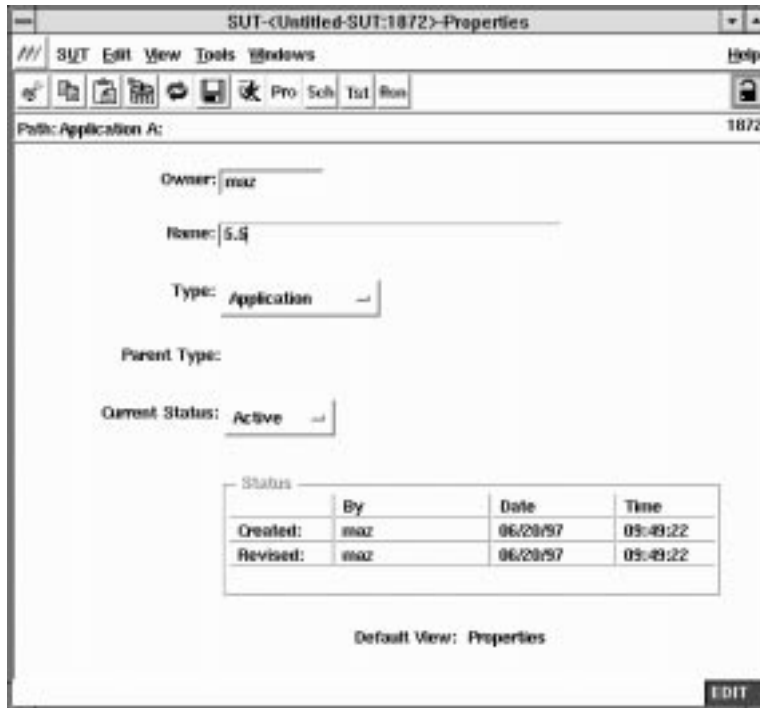 SUT-<Untitled-SUT:1872>-Properties
SUT Edit View Tools Windows Help
Pro Sch Tst Run
Path: Application A: 1872
Owner: maz
Name: 5.5
Type: Application
Parent Type:
Current Status: Active
Status
By Date Time
Created: maz 06/20/97 09:49:22
Revised: maz 06/20/97 09:49:22
Default View: Properties
EDIT